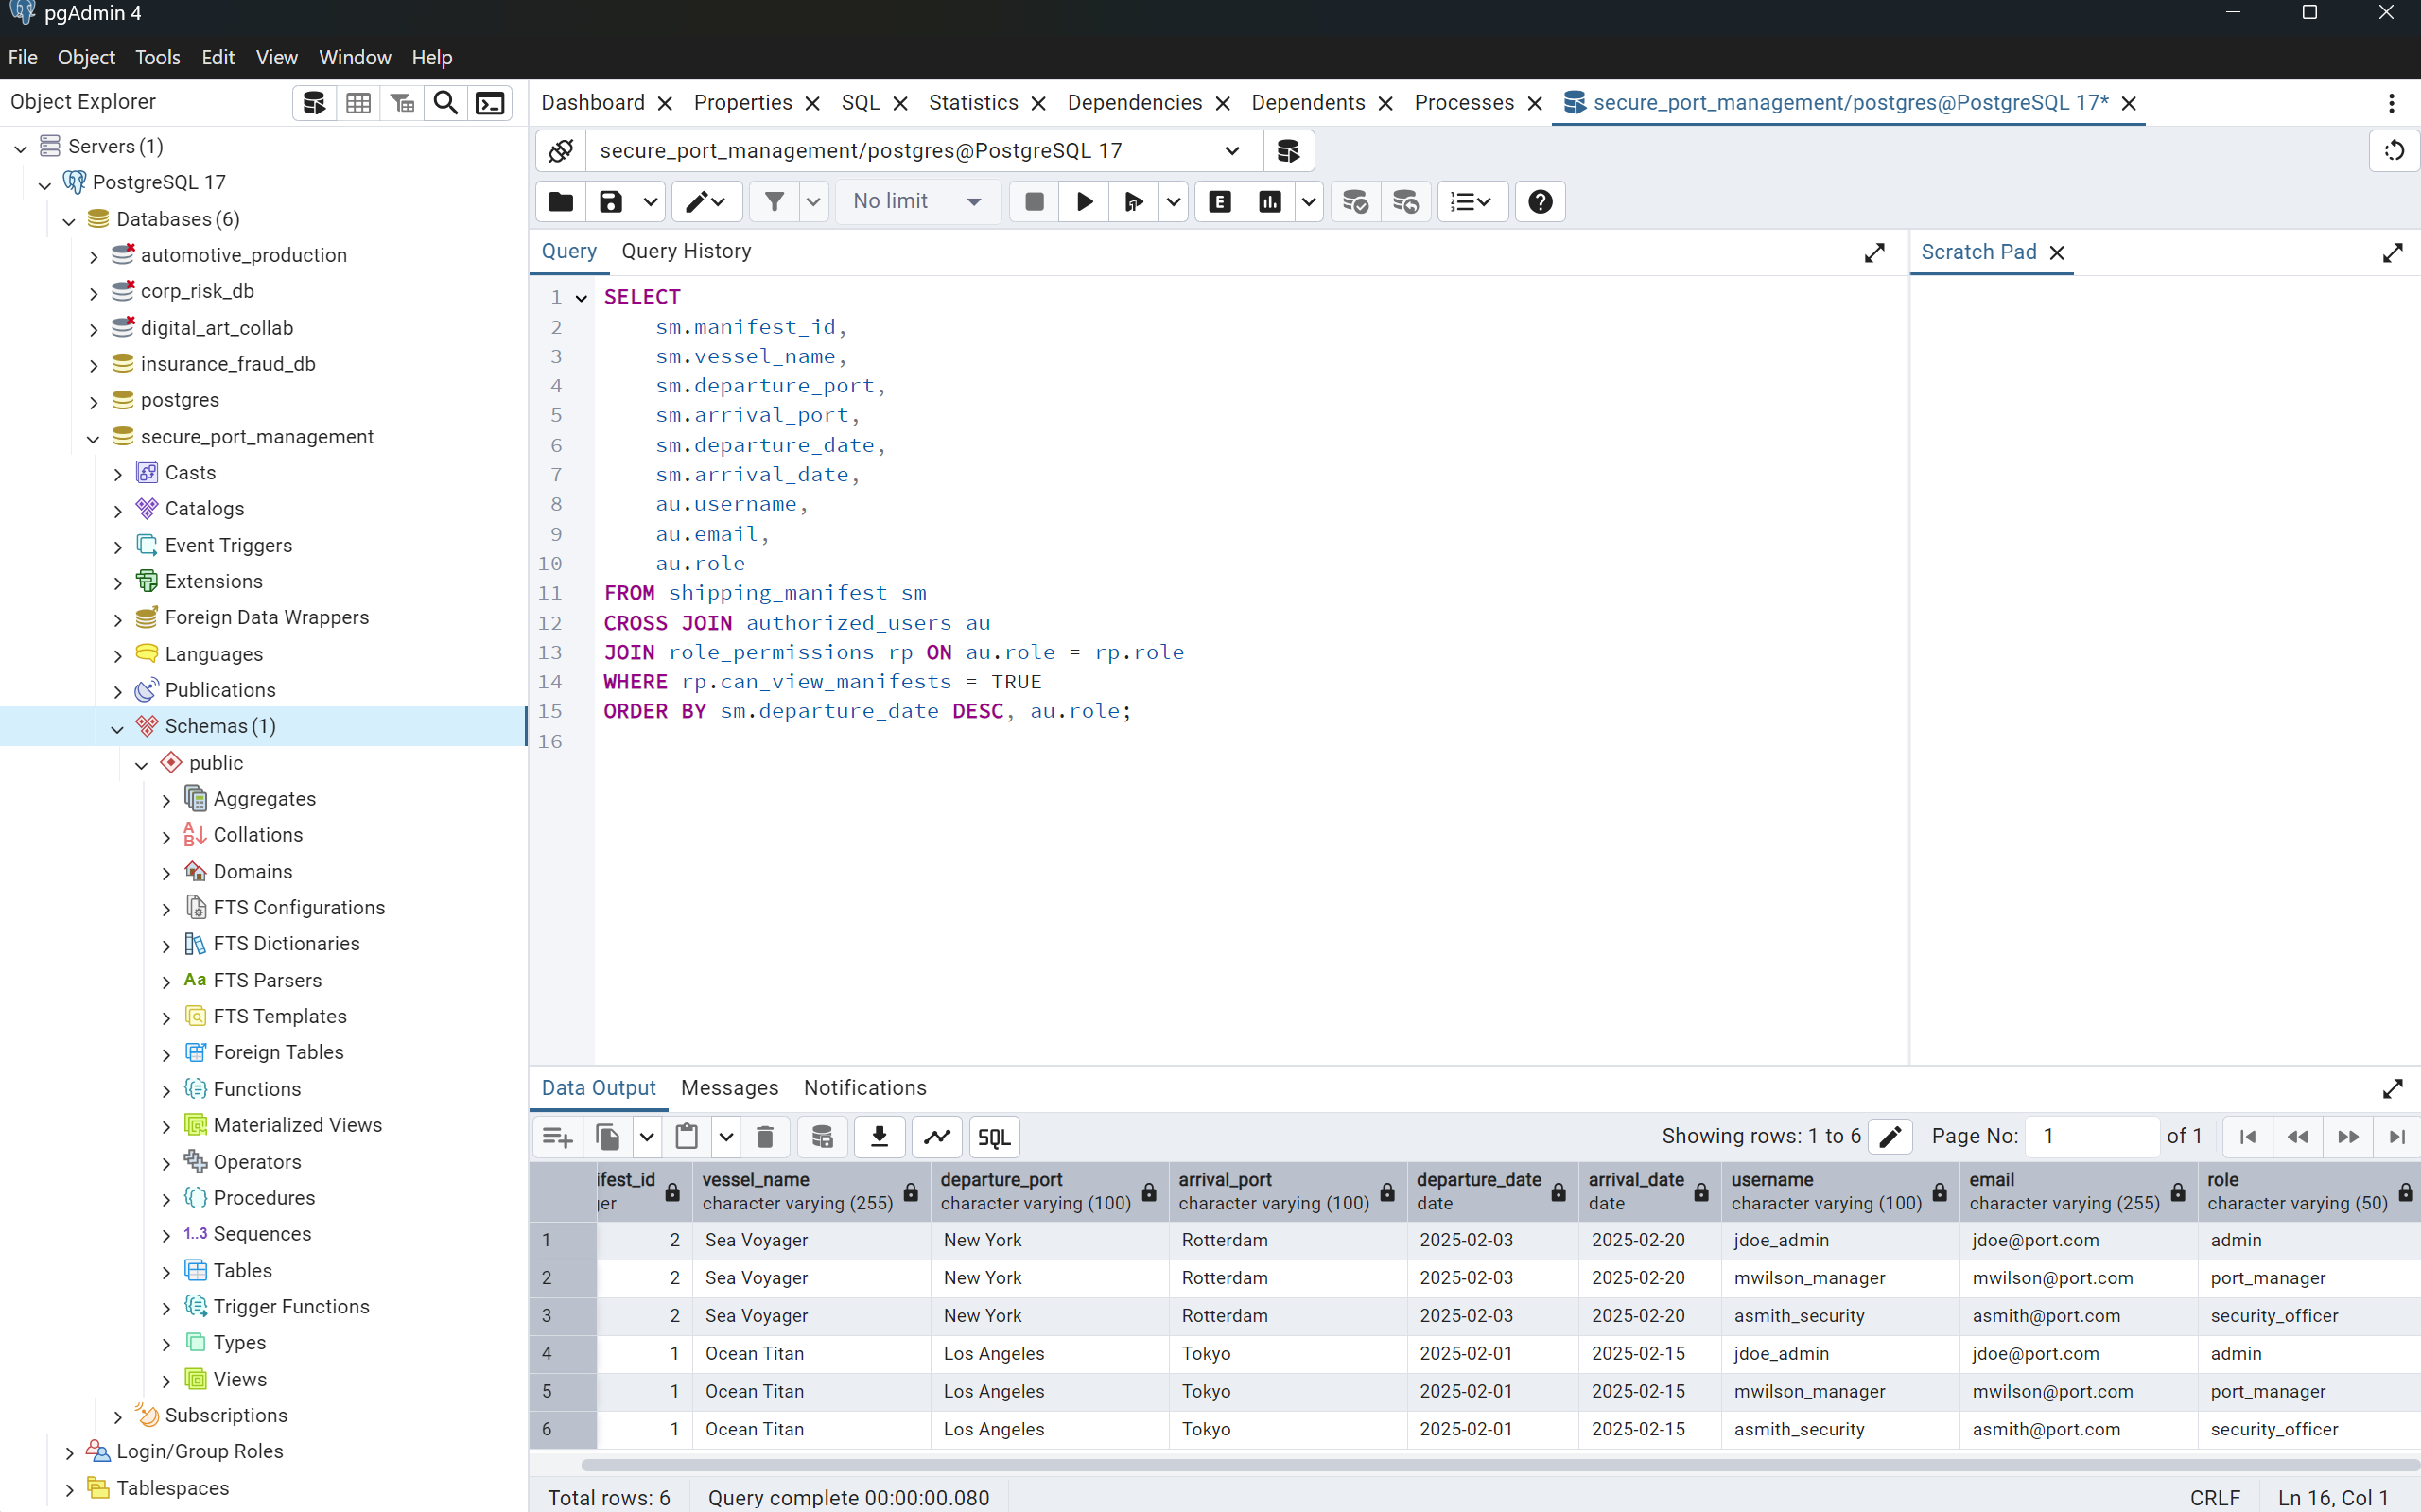 pgAdmin 4
File Object Tools Edit View Window Help
Object Explorer
Servers (1)
PostgreSQL 17
Databases (6)
automotive_production
corp_risk_db
digital_art_collab
insurance_fraud_db
postgres
secure_port_management
Casts
Catalogs
Event Triggers
Extensions
Foreign Data Wrappers
Languages
Publications
Schemas (1)
public
Aggregates
Collations
Domains
FTS Configurations
FTS Dictionaries
Aa FTS Parsers
FTS Templates
Foreign Tables
Functions
Materialized Views
Operators
Procedures
1..3 Sequences
Tables
Trigger Functions
Types
Views
Subscriptions
Login/Group Roles
Tablespaces
Dashboard Properties SQL Statistics Dependencies Dependents Processes secure_port_management/postgres@PostgreSQL 17*
secure_port_management/postgres@PostgreSQL 17
No limit E
Query Query History
Scratch Pad
1 SELECT
2 sm.manifest_id,
3 sm.vessel_name,
4 sm.departure_port,
5 sm.arrival_port,
6 sm.departure_date,
7 sm.arrival_date,
8 au.username,
9 au.email,
10 au.role
11 FROM shipping_manifest sm
12 CROSS JOIN authorized_users au
13 JOIN role_permissions rp ON au.role = rp.role
14 WHERE rp.can_view_manifests = TRUE
15 ORDER BY sm.departure_date DESC, au.role;
16
Data Output Messages Notifications
SQL Showing rows: 1 to 6 Page No: 1 of 1
ifest_id vessel_name departure_port arrival_port departure_date arrival_date username email role
ger character varying (255) character varying (100) character varying (100) date date character varying (100) character varying (255) character varying (50)
1 2 Sea Voyager New York Rotterdam 2025-02-03 2025-02-20 jdoe_admin jdoe@port.com admin
2 2 Sea Voyager New York Rotterdam 2025-02-03 2025-02-20 mwilson_manager mwilson@port.com port_manager
3 2 Sea Voyager New York Rotterdam 2025-02-03 2025-02-20 asmith_security asmith@port.com security_officer
4 1 Ocean Titan Los Angeles Tokyo 2025-02-01 2025-02-15 jdoe_admin jdoe@port.com admin
5 1 Ocean Titan Los Angeles Tokyo 2025-02-01 2025-02-15 mwilson_manager mwilson@port.com port_manager
6 1 Ocean Titan Los Angeles Tokyo 2025-02-01 2025-02-15 asmith_security asmith@port.com security_officer
Total rows: 6 Query complete 00:00:00.080 CRLF Ln 16, Col 1